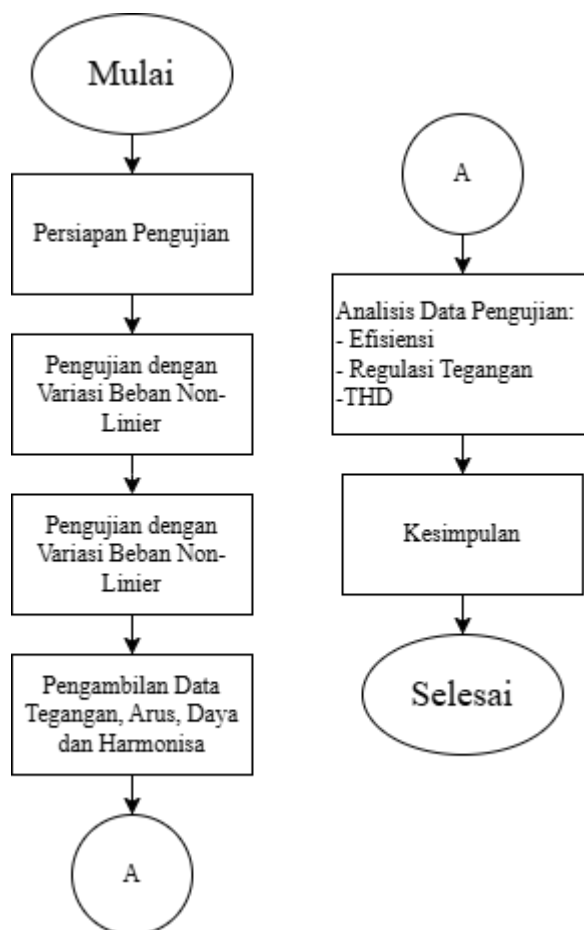 Mulai
Persiapan Pengujian
Pengujian dengan
Variasi Beban Non-
Linier
Pengujian dengan
Variasi Beban Non-
Linier
Pengambilan Data
Tegangan, Arus, Daya
dan Harmonisa
A
A
Analisis Data Pengujian:
- Efisiensi
- Regulasi Tegangan
-THD
Kesimpulan
Selesai